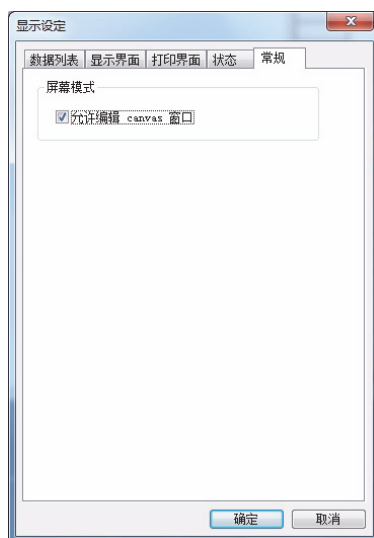 显示设定
数据列表 显示界面 打印界面 状态 常规
屏幕模式
允许编辑 canvas 窗口
确定 取消